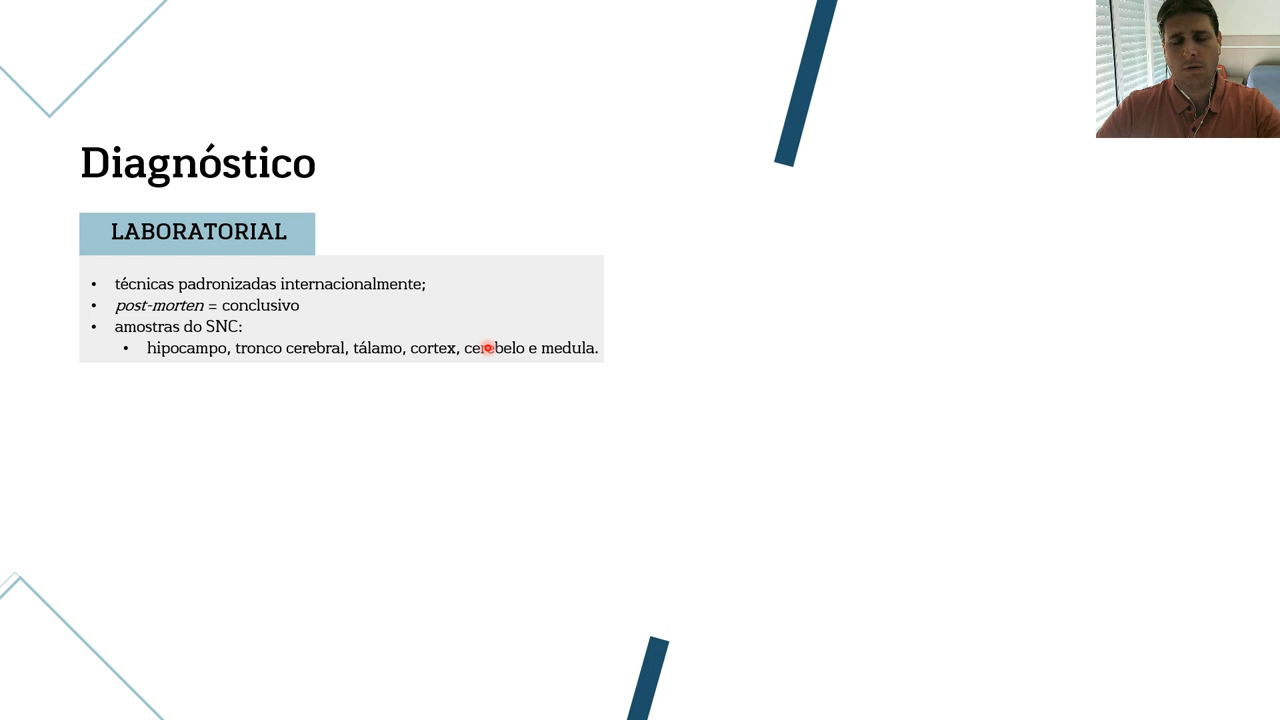 Diagnóstico
LABORATORIAL
• técnicas padronizadas internacionalmente;
• post-morten = conclusivo
• amostras do SNC:
• hipocampo, tronco cerebral, tálamo, cortex, cerebelo e medula.